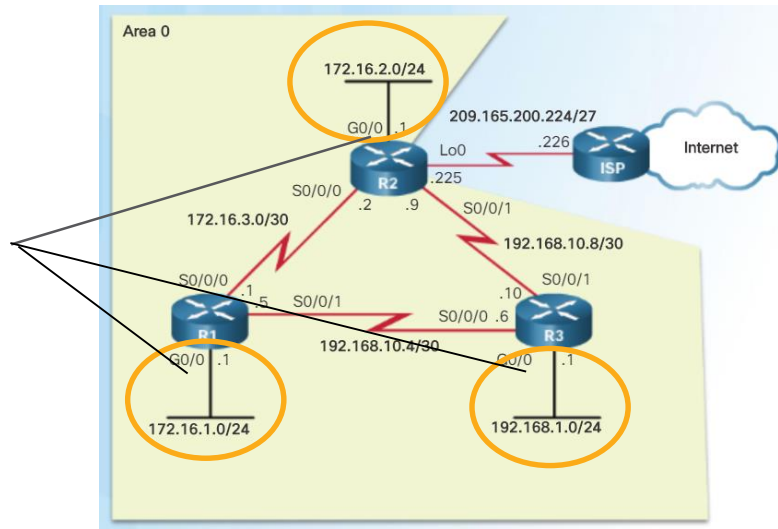 Area 0
172.16.2.0/24
G0/0 .1
209.165.200.224/27
Lo0
.226
.225
R2
ISP
Internet
S0/0/0
.2
.9
S0/0/1
172.16.3.0/30
192.168.10.8/30
S0/0/0
.1
S0/0/1
.10
.5
S0/0/1
S0/0/0
.6
R1
R3
192.168.10.4/30
G0/0 .1
G0/0 .1
172.16.1.0/24
192.168.1.0/24